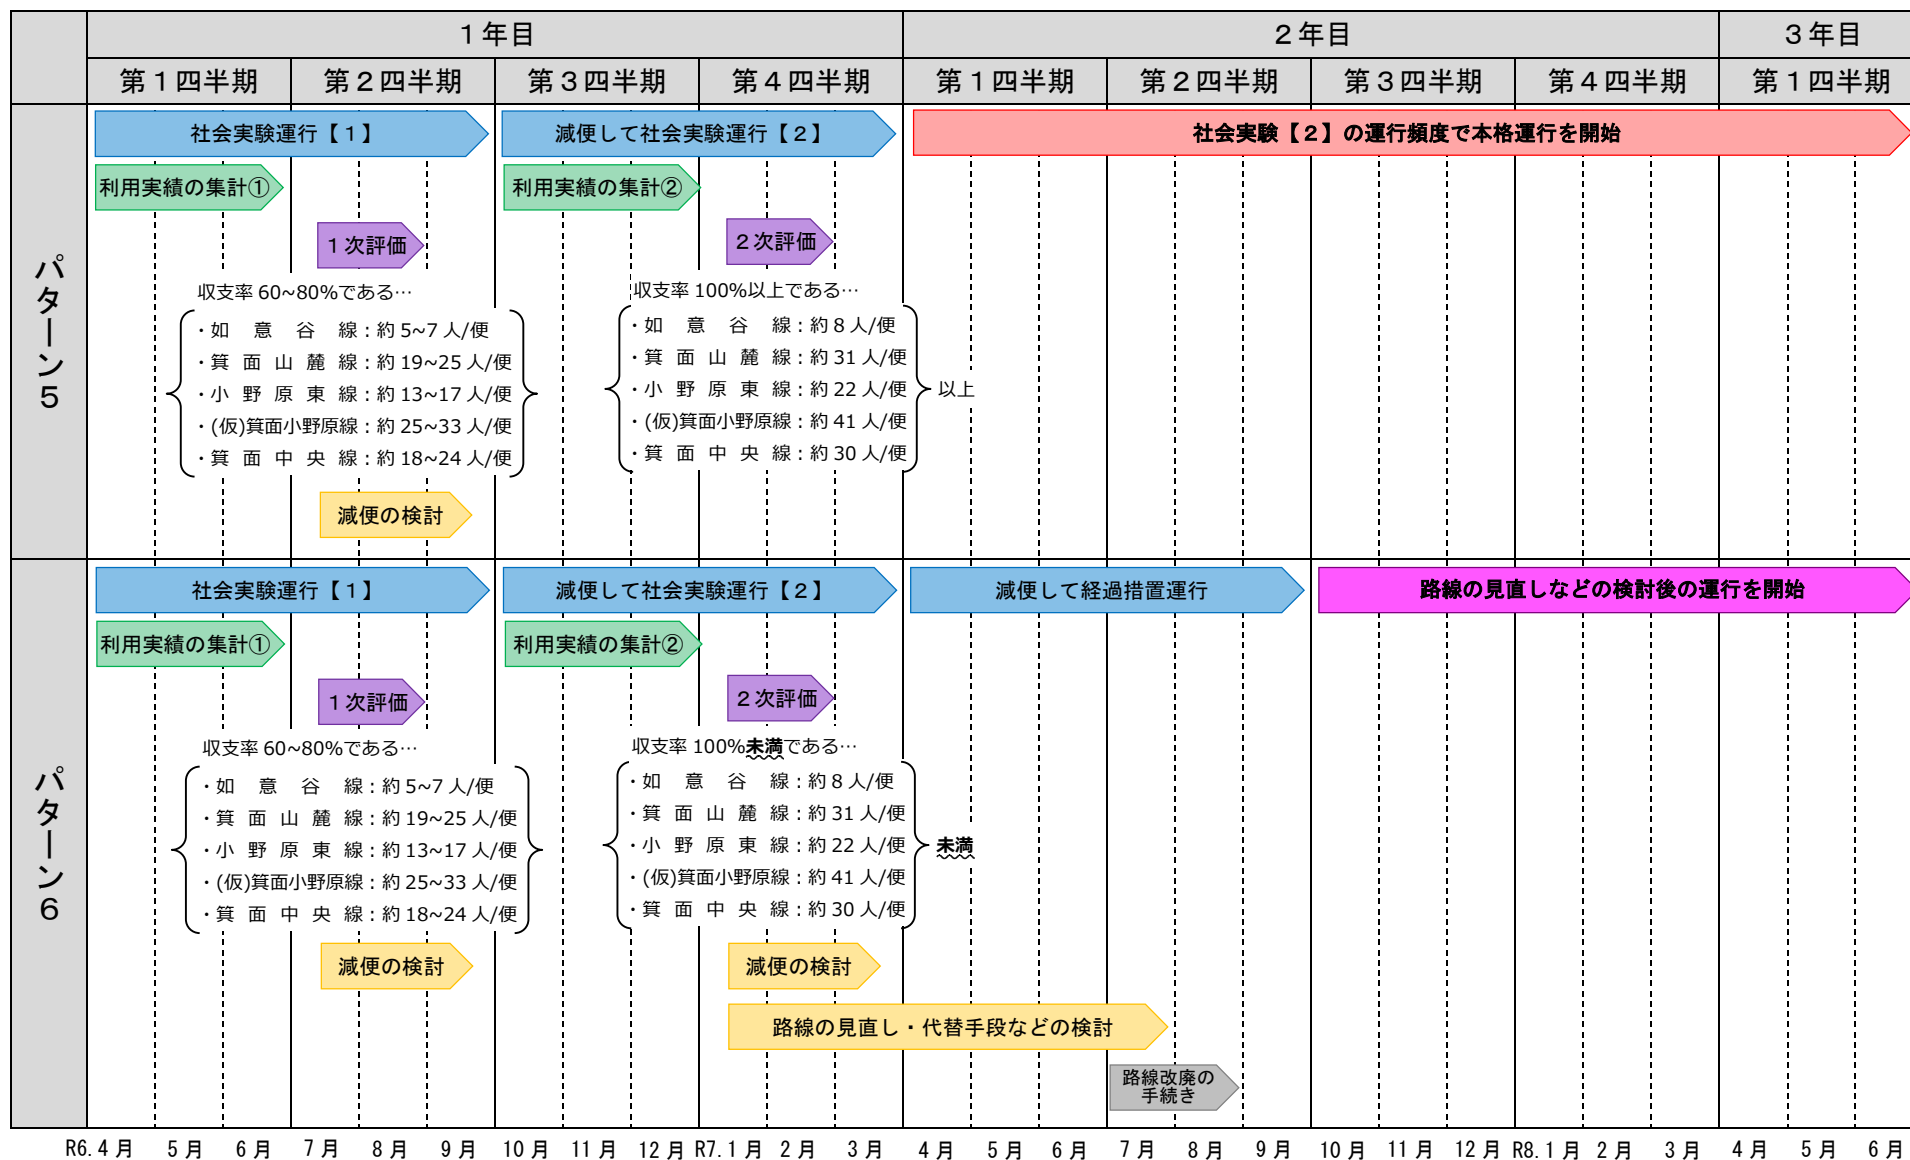 １年目
２年目
３年目
第１四半期
第２四半期
第３四半期
第４四半期
第１四半期
第２四半期
第３四半期
第４四半期
第１四半期
パターン５
社会実験運行【１】
減便して社会実験運行【２】
社会実験【２】の運行頻度で本格運行を開始
利用実績の集計①
利用実績の集計②
１次評価
２次評価
収支率 60~80%である…
・如意谷線：約 5~7 人/便
・箕面山麓線：約 19~25 人/便
・小野原東線：約 13~17 人/便
・(仮)箕面小野原線：約 25~33 人/便
・箕面中央線：約 18~24 人/便
収支率 100%以上である…
・如意谷線：約 8 人/便
・箕面山麓線：約 31 人/便
・小野原東線：約 22 人/便
・(仮)箕面小野原線：約 41 人/便
・箕面中央線：約 30 人/便
以上
減便の検討
パターン６
社会実験運行【１】
減便して社会実験運行【２】
減便して経過措置運行
路線の見直しなどの検討後の運行を開始
利用実績の集計①
利用実績の集計②
１次評価
２次評価
収支率 60~80%である…
・如意谷線：約 5~7 人/便
・箕面山麓線：約 19~25 人/便
・小野原東線：約 13~17 人/便
・(仮)箕面小野原線：約 25~33 人/便
・箕面中央線：約 18~24 人/便
収支率 100%未満である…
・如意谷線：約 8 人/便
・箕面山麓線：約 31 人/便
・小野原東線：約 22 人/便
・(仮)箕面小野原線：約 41 人/便
・箕面中央線：約 30 人/便
未満
減便の検討
減便の検討
路線の見直し・代替手段などの検討
路線改廃の
手続き
R6.4月 5月 6月 7月 8月 9月 10月 11月 12月 R7.1月 2月 3月 4月 5月 6月 7月 8月 9月 10月 11月 12月 R8.1月 2月 3月 4月 5月 6月